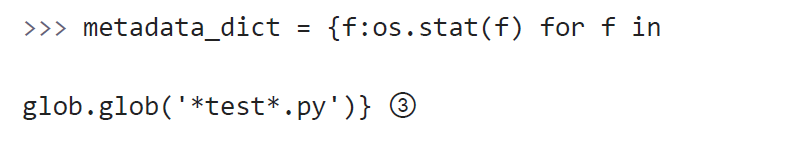 >>> metadata_dict = {f:os.stat(f) for f in
glob.glob('*test*.py')} ③